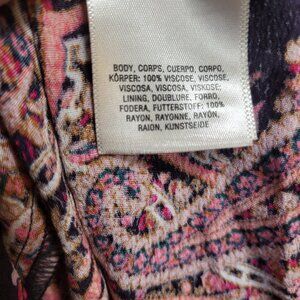 BODY, CORPS, CUERPO, CORPO,
KÖRPER: 100% VISCOSE, VISCOSE,
VISCOSA, VISCOSA, VISKOSE;
LINING, DOUBLURE, FORRO,
FODERA, FUTTERSTOFF: 100%
RAYON, RAYONNE, RAYON,
RAION, KUNSTSEIDE